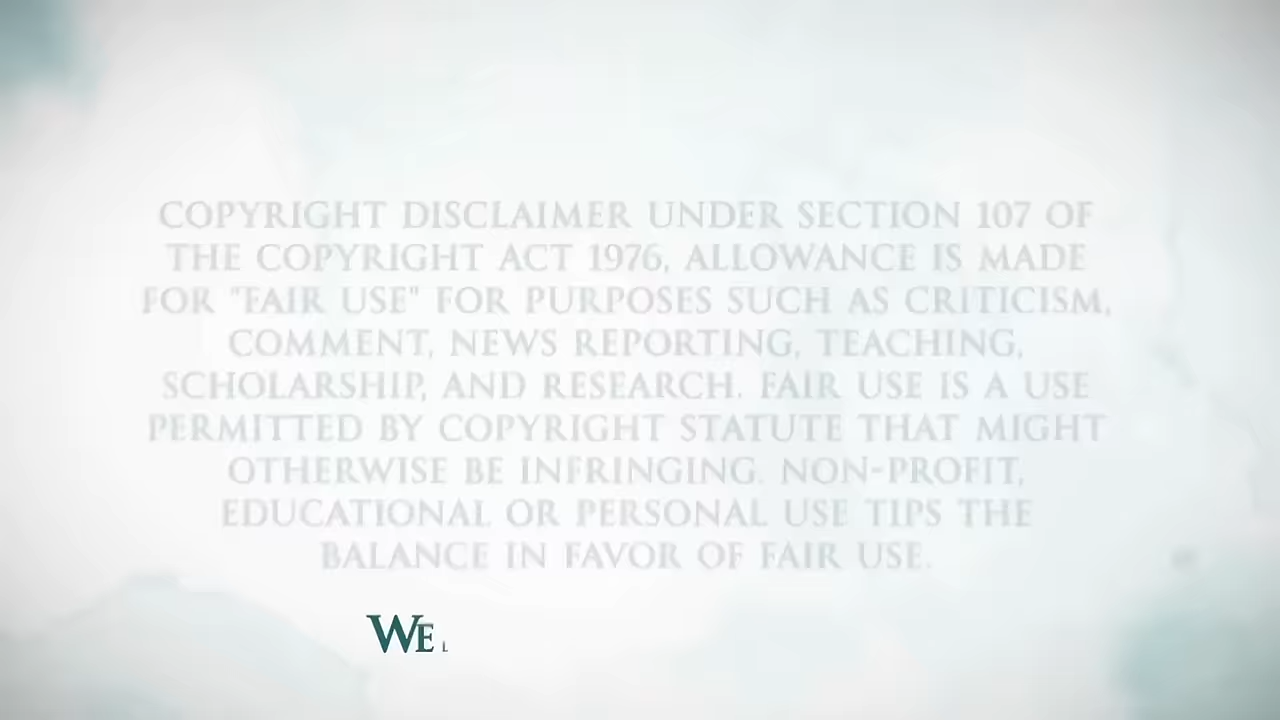 COPYRIGHT DISCLAIMER UNDER SECTION 107 OF
THE COPYRIGHT ACT 1976, ALLOWANCE IS MADE
FOR "FAIR USE" FOR PURPOSES SUCH AS CRITICISM,
COMMENT, NEWS REPORTING, TEACHING,
SCHOLARSHIP, AND RESEARCH. FAIR USE IS A USE
PERMITTED BY COPYRIGHT STATUTE THAT MIGHT
OTHERWISE BE INFRINGING. NON-PROFIT,
EDUCATIONAL OR PERSONAL USE TIPS THE
BALANCE IN FAVOR OF FAIR USE.
WE L